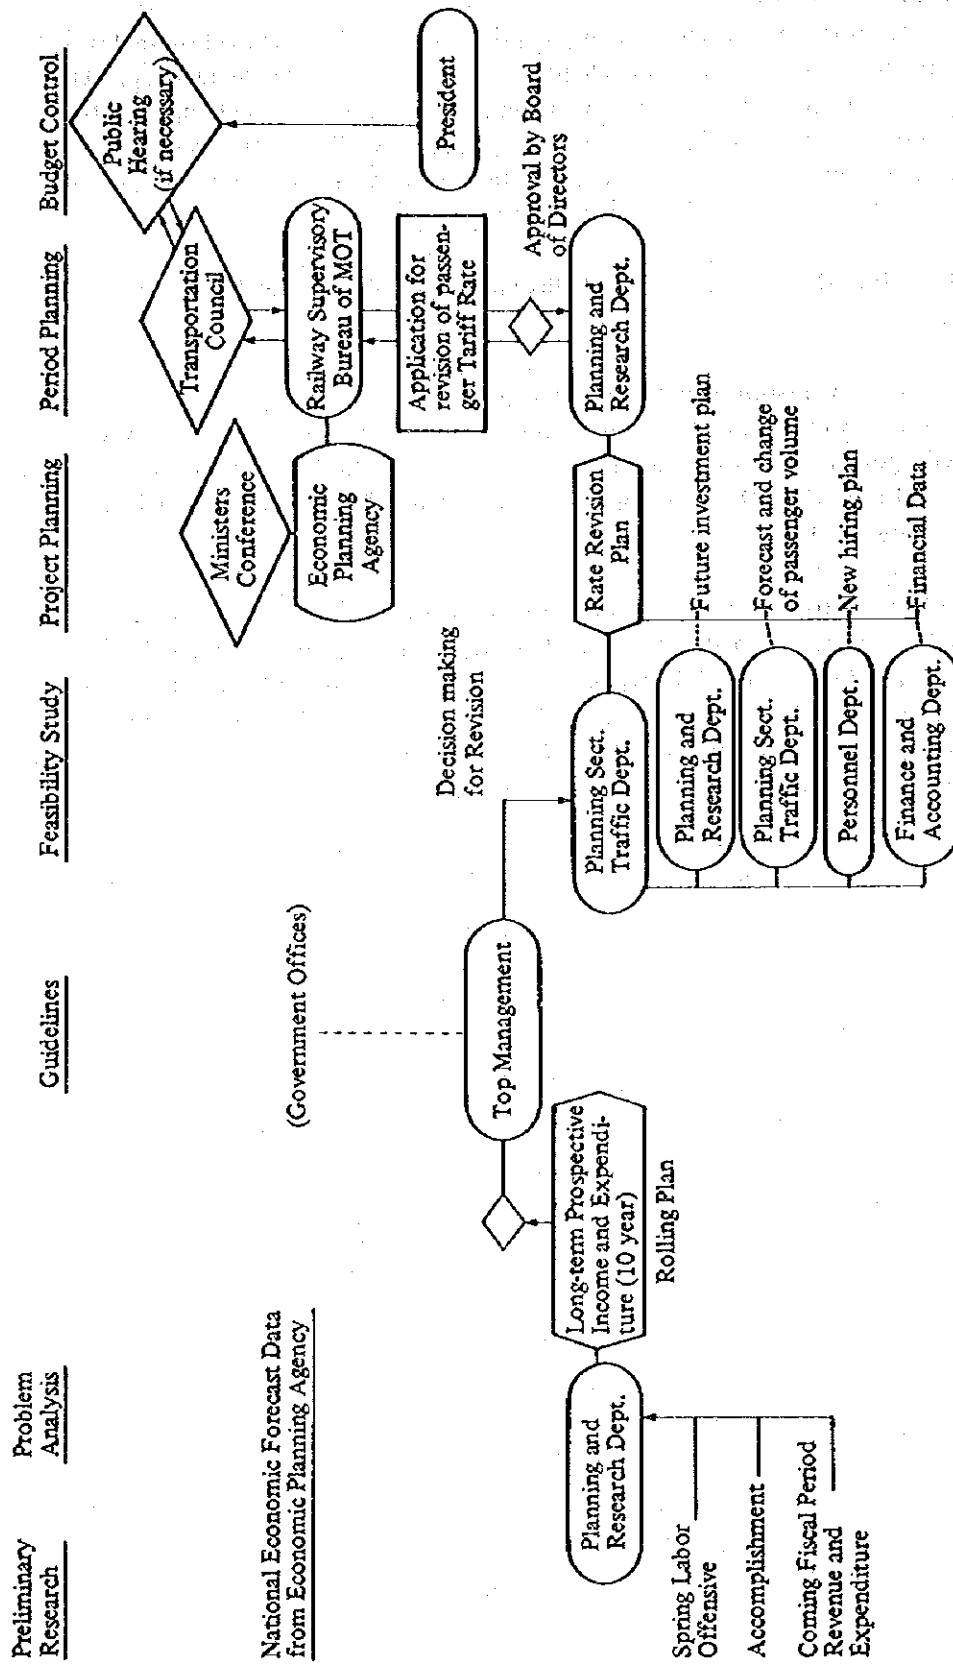 Preliminary
Research
Problem
Analysis
Guidelines
Feasibility Study
Project Planning
Period Planning
Budget Control
National Economic Forecast Data
from Economic Planning Agency
(Government Offices)
Ministers
Conference
Economic
Planning
Agency
Transportation
Council
Public
Hearing
(if necessary)
Railway Supervisory
Bureau of MOT
Application for
revision of passen-
ger Tariff Rate
President
Approval by Board
of Directors
Top Management
Decision making
for Revision
Planning and
Research Dept.
Long-term Prospective
Income and Expendi-
ture (10 year)
Rolling Plan
Planning Sect.
Traffic Dept.
Rate Revision
Plan
Planning and
Research Dept.
Planning and
Research Dept.
Future investment plan
Planning Sect.
Traffic Dept.
Forecast and change
of passenger volume
Personnel Dept.
New hiring plan
Finance and
Accounting Dept.
Financial Data
Spring Labor
Offensive
Accomplishment
Coming Fiscal Period
Revenue and
Expenditure